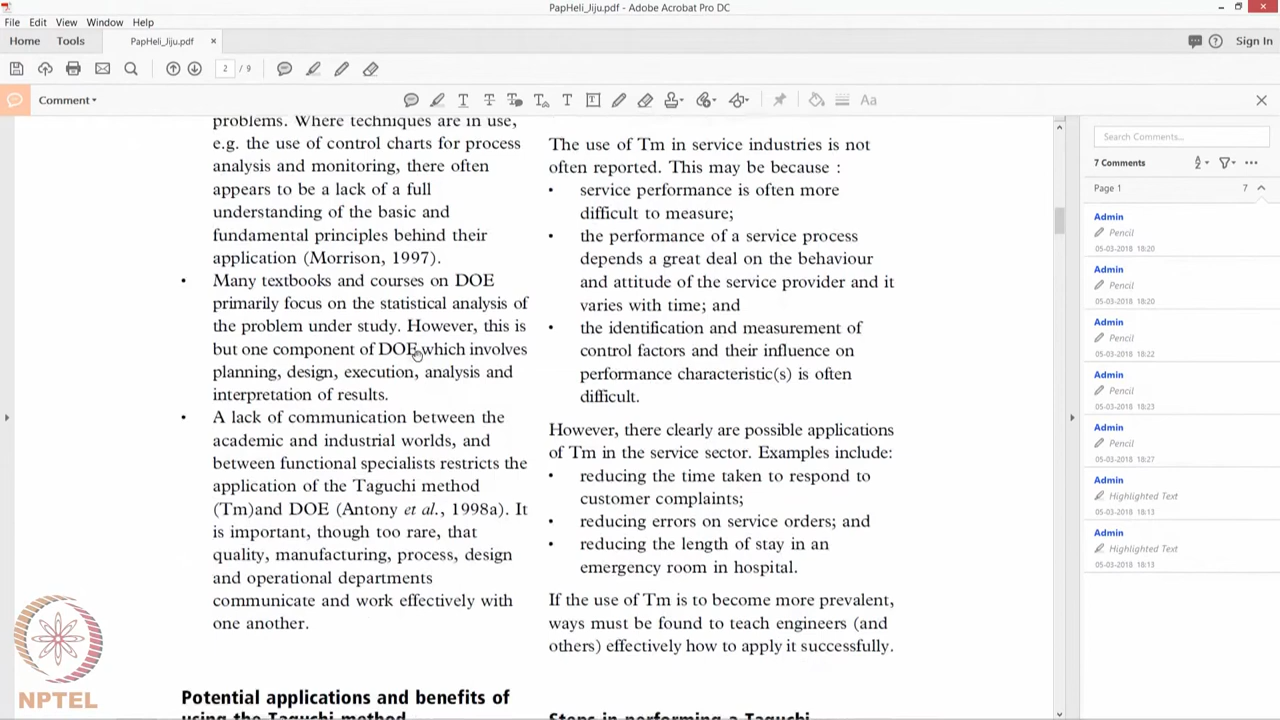 PapHeli_Jiju.pdf - Adobe Acrobat Pro DC
File Edit View Window Help
Home Tools PapHeli_Jiju.pdf × Sign In
2 / 9
Comment
Aa
problems. Where techniques are in use,
e.g. the use of control charts for process
analysis and monitoring, there often
appears to be a lack of a full
understanding of the basic and
fundamental principles behind their
application (Morrison, 1997).
• Many textbooks and courses on DOE
primarily focus on the statistical analysis of
the problem under study. However, this is
but one component of DOE which involves
planning, design, execution, analysis and
interpretation of results.
• A lack of communication between the
academic and industrial worlds, and
between functional specialists restricts the
application of the Taguchi method
(Tm)and DOE (Antony et al., 1998a). It
is important, though too rare, that
quality, manufacturing, process, design
and operational departments
communicate and work effectively with
one another.
Potential applications and benefits of
using the Taguchi method
The use of Tm in service industries is not
often reported. This may be because :
• service performance is often more
difficult to measure;
• the performance of a service process
depends a great deal on the behaviour
and attitude of the service provider and it
varies with time; and
• the identification and measurement of
control factors and their influence on
performance characteristic(s) is often
difficult.
However, there clearly are possible applications
of Tm in the service sector. Examples include:
• reducing the time taken to respond to
customer complaints;
• reducing errors on service orders; and
• reducing the length of stay in an
emergency room in hospital.
If the use of Tm is to become more prevalent,
ways must be found to teach engineers (and
others) effectively how to apply it successfully.
Steps in performing a Taguchi
Search Comments...
7 Comments
Page 1 7
Admin
Pencil
05-03-2018 18:20
Admin
Pencil
05-03-2018 18:20
Admin
Pencil
05-03-2018 18:22
Admin
Pencil
05-03-2018 18:23
Admin
Pencil
05-03-2018 18:27
Admin
Highlighted Text
05-03-2018 18:13
Admin
Highlighted Text
05-03-2018 18:13
NPTEL